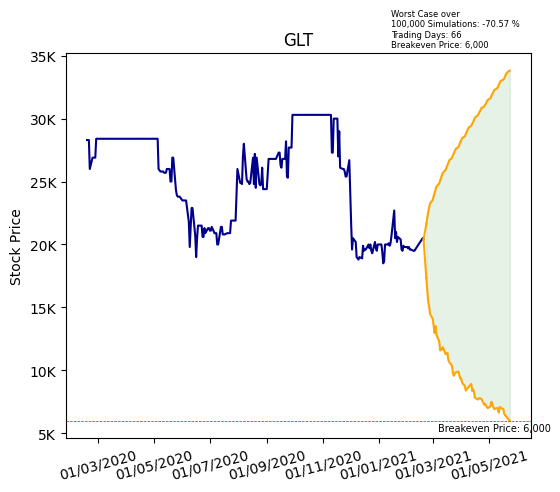 Worst Case over
100,000 Simulations: -70.57 %
Trading Days: 66
Breakeven Price: 6,000
GLT
Stock Price
35K
30K
25K
20K
15K
10K
5K
Breakeven Price: 6,000
01/03/2020
01/05/2020
01/07/2020
01/09/2020
01/11/2020
01/01/2021
01/03/2021
01/05/2021